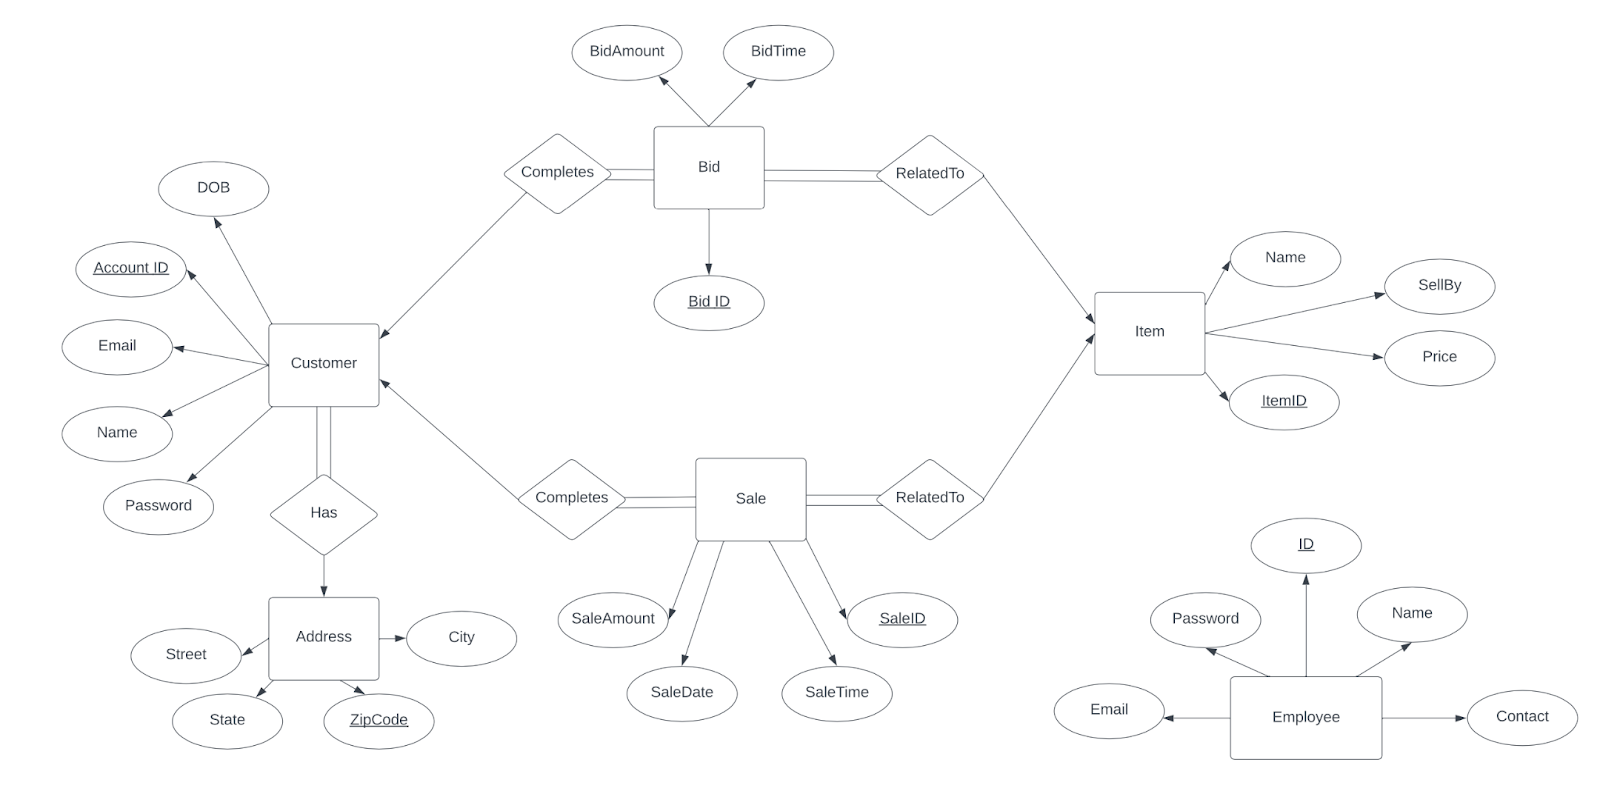 BidAmount
BidTime
Completes
Bid
RelatedTo
DOB
Account ID
Email
Name
Password
Customer
Bid ID
Item
Name
SellBy
Price
ItemID
Has
Completes
Sale
RelatedTo
Address
Street
City
State
ZipCode
SaleAmount
SaleID
SaleDate
SaleTime
ID
Password
Name
Email
Employee
Contact